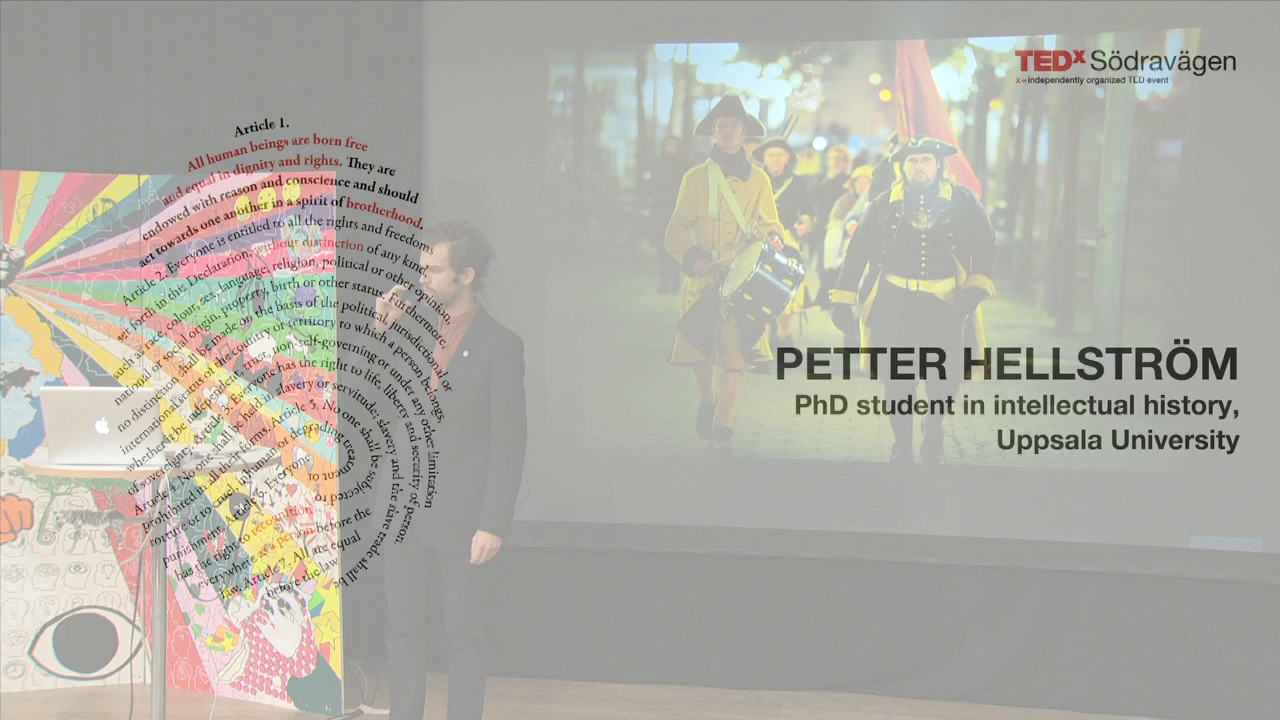 TEDx Södravägen
x = independently organized TED event
Article 1.
All human beings are born free
and equal in dignity and rights. They are
endowed with reason and conscience and should
act towards one another in a spirit of brotherhood.
Article 2. Everyone is entitled to all the rights and freedoms
set forth in this Declaration, without distinction of any kind,
such as race, colour, sex, language, religion, political or other opinion,
national or social origin, property, birth or other status. Furthermore,
no distinction shall be made on the basis of the political, jurisdictional or
international status of the country or territory to which a person belongs,
whether it be independent, trust, non-self-governing or under any other limitation
of sovereignty. Article 3. Everyone has the right to life, liberty and security of person.
Article 4. No one shall be held in slavery or servitude; slavery and the slave trade shall be
prohibited in all their forms. Article 5. No one shall be subjected to
torture or to cruel, inhuman or degrading treatment or
punishment. Article 6. Everyone
has the right to recognition
everywhere as a person before the
law. Article 7. All are equal
before the law
PETTER HELLSTRÖM
PhD student in intellectual history,
Uppsala University